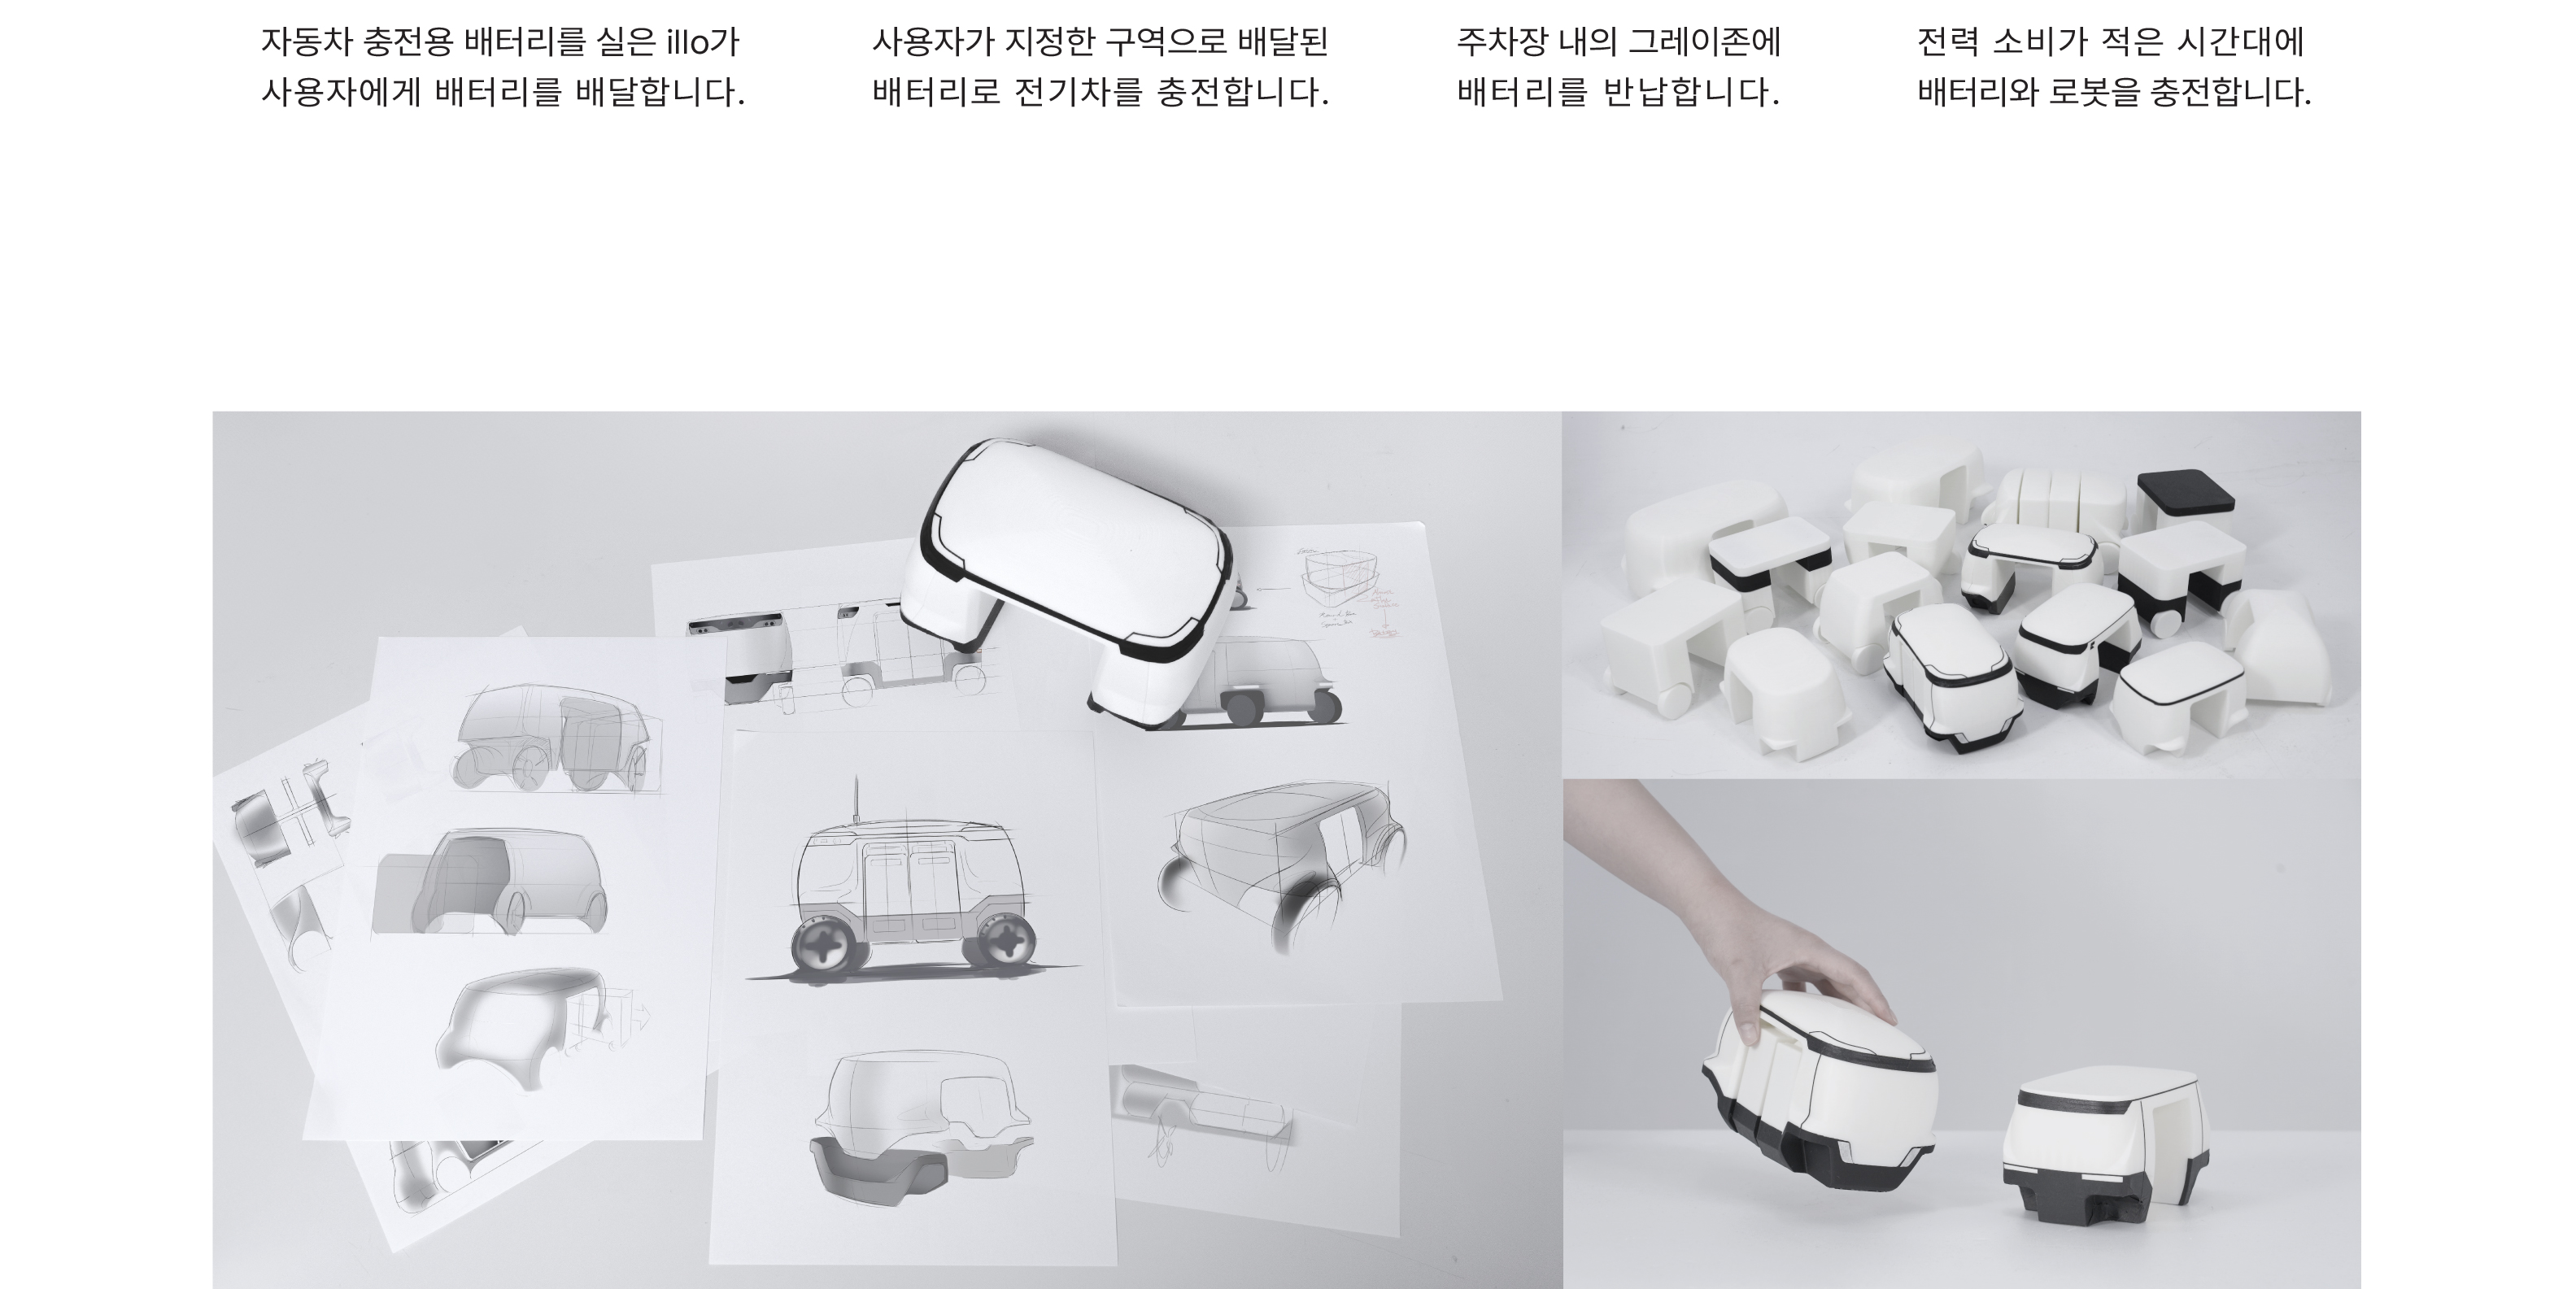 자동차 충전용 배터리를 실은 illo가
사용자에게 배터리를 배달합니다.
사용자가 지정한 구역으로 배달된
배터리로 전기차를 충전합니다.
주차장 내의 그레이존에
배터리를 반납합니다.
전력 소비가 적은 시간대에
배터리와 로봇을 충전합니다.